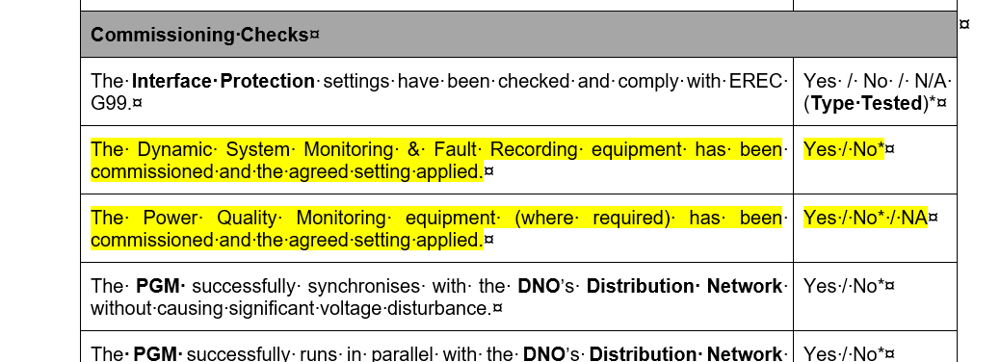 Commissioning·Checks¤
¤
The· Interface·Protection· settings· have· been· checked· and· comply· with· EREC·
G99.¤
Yes· /· No· /· N/A·
(Type·Tested)*¤
The· Dynamic· System· Monitoring· &· Fault· Recording· equipment· has· been·
commissioned·and·the·agreed·setting·applied.¤
Yes·/·No*¤
The· Power· Quality· Monitoring· equipment· (where· required)· has· been·
commissioned·and·the·agreed·setting·applied.¤
Yes·/·No*·/·NA¤
The· PGM· successfully· synchronises· with· the· DNO's· Distribution· Network·
without·causing·significant·voltage·disturbance.¤
Yes·/·No*¤
The· PGM· successfully· runs· in· parallel· with· the· DNO's· Distribution· Network·
Yes·/·No*¤